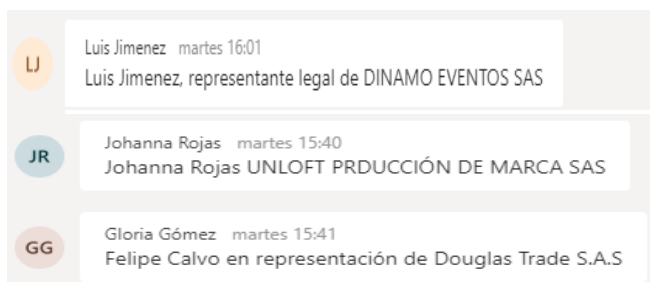 LJ
Luis Jimenez martes 16:01
Luis Jimenez, representante legal de DINAMO EVENTOS SAS
JR
Johanna Rojas martes 15:40
Johanna Rojas UNLOFT PRDUCCIÓN DE MARCA SAS
GG
Gloria Gómez martes 15:41
Felipe Calvo en representación de Douglas Trade S.A.S